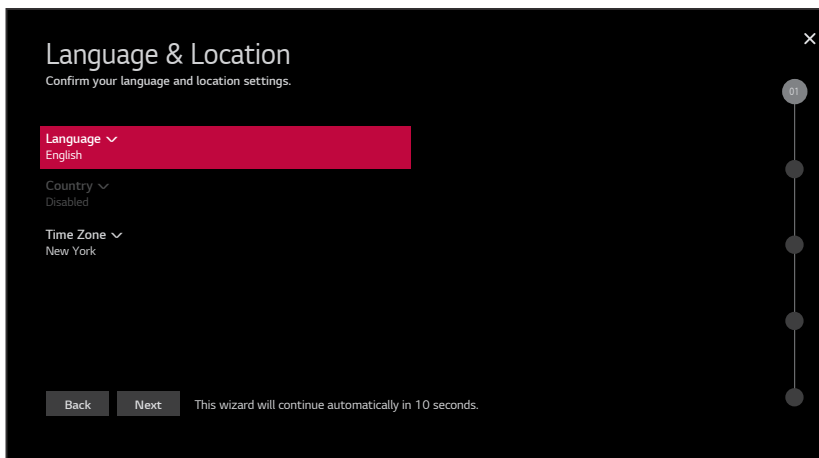 Language & Location
Confirm your language and location settings.
01
Language
English
Country
Disabled
Time Zone
New York
Back
Next
This wizard will continue automatically in 10 seconds.